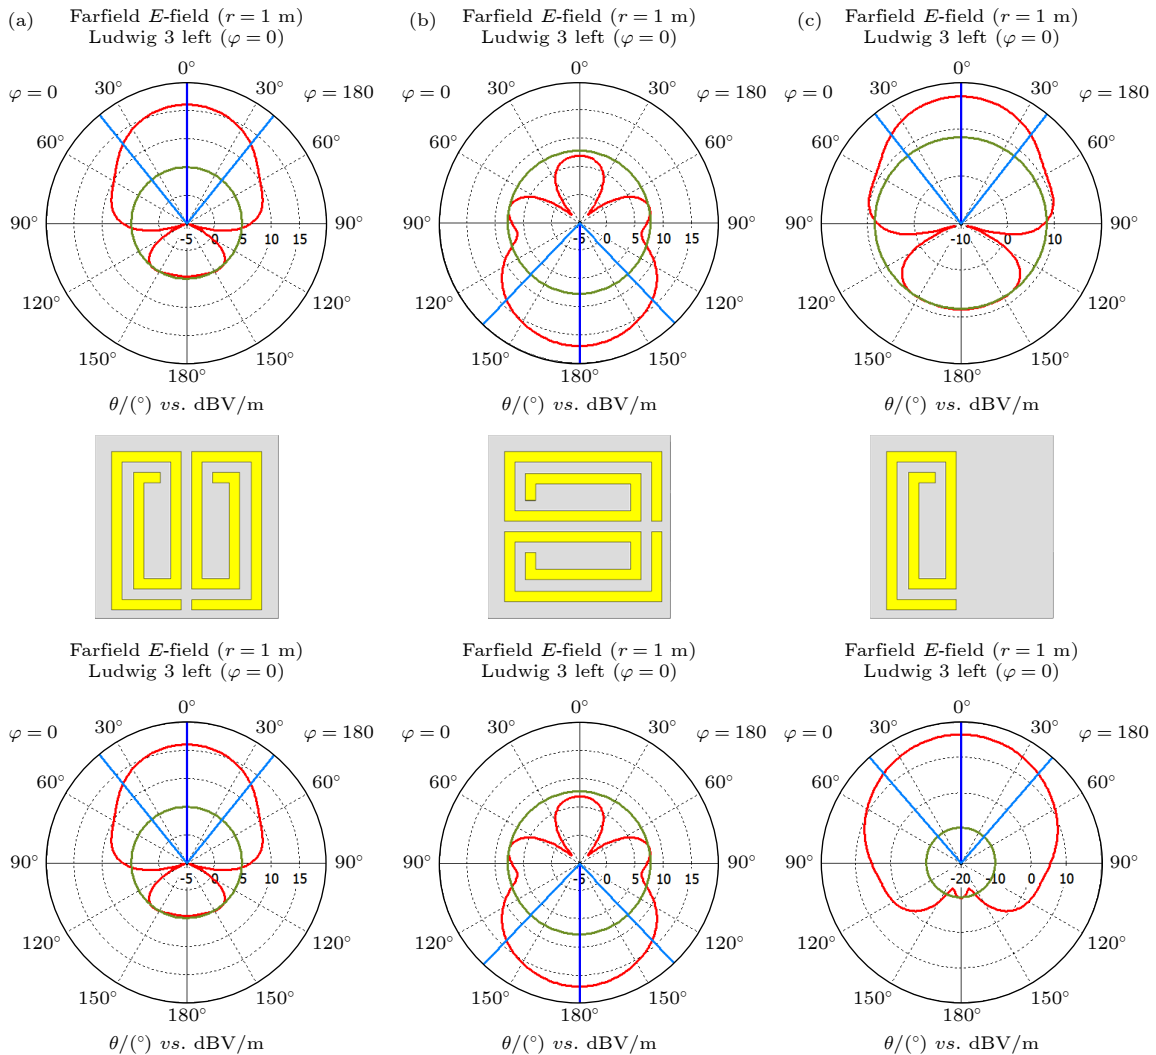 (a) Farfield E-field (r = 1 m)
Ludwig 3 left (φ = 0)
0°
30° 30°
φ = 0 φ = 180
60° 60°
90° 90°
-5 0 5 10 15
120° 120°
150° 150°
180°
θ/(°) vs. dBV/m
(b) Farfield E-field (r = 1 m)
Ludwig 3 left (φ = 0)
0°
30° 30°
φ = 0 φ = 180
60° 60°
90° 90°
-5 0 5 10 15
120° 120°
150° 150°
180°
θ/(°) vs. dBV/m
(c) Farfield E-field (r = 1 m)
Ludwig 3 left (φ = 0)
0°
30° 30°
φ = 0 φ = 180
60° 60°
90° 90°
-10 0 10
120° 120°
150° 150°
180°
θ/(°) vs. dBV/m
Farfield E-field (r = 1 m)
Ludwig 3 left (φ = 0)
0°
30° 30°
φ = 0 φ = 180
60° 60°
90° 90°
-5 0 5 10 15
120° 120°
150° 150°
180°
θ/(°) vs. dBV/m
Farfield E-field (r = 1 m)
Ludwig 3 left (φ = 0)
0°
30° 30°
φ = 0 φ = 180
60° 60°
90° 90°
-5 0 5 10 15
120° 120°
150° 150°
180°
θ/(°) vs. dBV/m
Farfield E-field (r = 1 m)
Ludwig 3 left (φ = 0)
0°
30° 30°
φ = 0 φ = 180
60° 60°
90° 90°
-20 -10 0 10
120° 120°
150° 150°
180°
θ/(°) vs. dBV/m